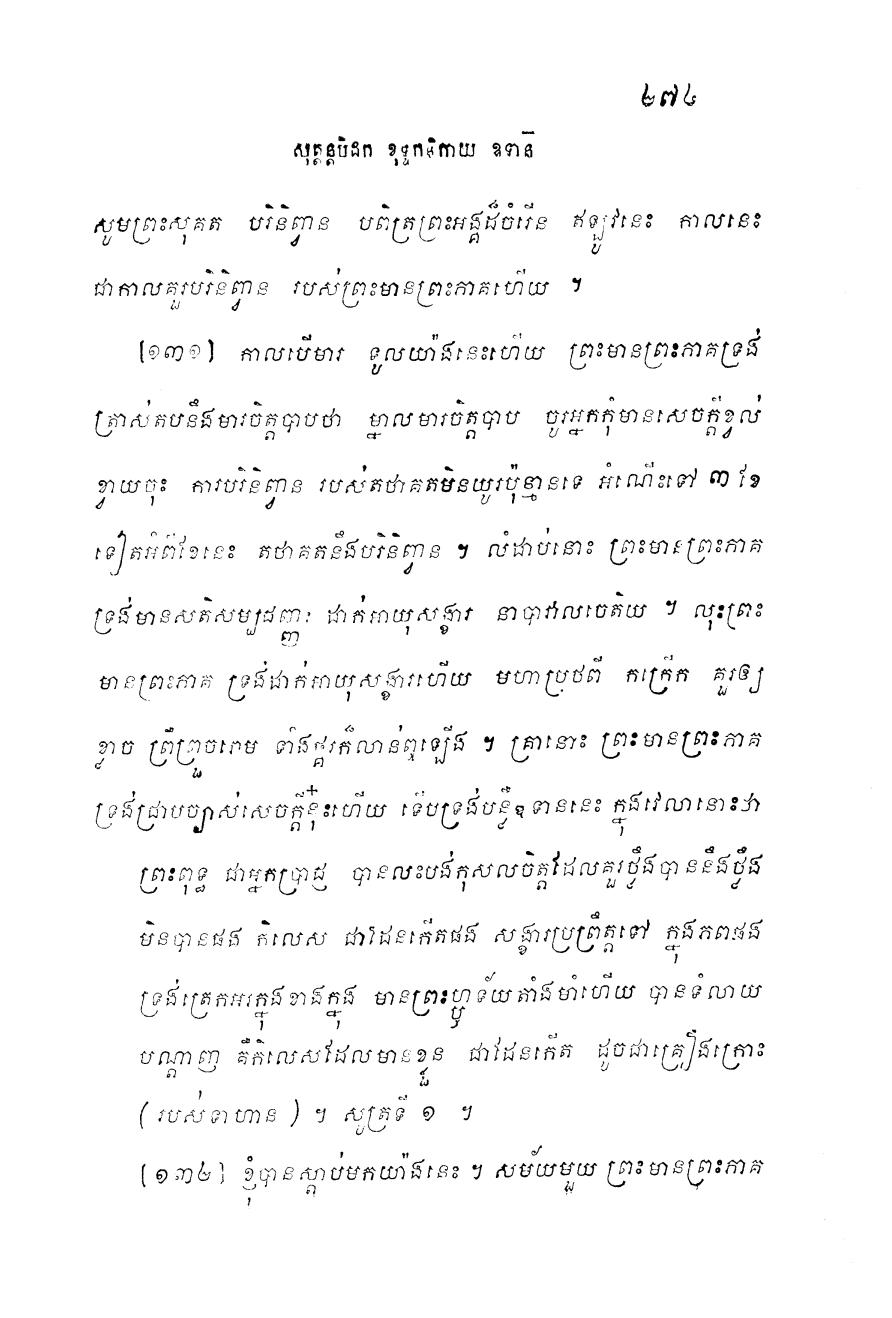 ២៧៤
សុត្តន្តបិដក ខុទ្ទកនិកាយ ឧទាន
សូមព្រះសុគត បរិនិព្វាន បពិត្រព្រះអង្គដ៏ចំរើន ឥឡូវនេះ កាលនេះ
ជាកាលគួរបរិនិព្វាន របស់ព្រះមានព្រះភាគហើយ ។
[១៣១] កាលបើមារ ទូលយ៉ាងនេះហើយ ព្រះមានព្រះភាគទ្រង់
ត្រាស់តបនឹងមារចិត្តបាបថា ម្នាលមារចិត្តបាប ចូរអ្នកកុំមានសេចក្តីខ្វល់
ខ្វាយចុះ ការបរិនិព្វាន របស់តថាគតមិនយូរប៉ុន្មានទេ អំណើះទៅ ៣ ខែ
ទៀតអំពីខែនេះ តថាគតនឹងបរិនិព្វាន ។ លំដាប់នោះ ព្រះមានព្រះភាគ
ទ្រង់មានសតិសម្បជញ្ញៈ ដាក់អាយុសង្ខារ នាបាវាលចេតិយ ។ លុះព្រះ
មានព្រះភាគ ទ្រង់ដាក់អាយុសង្ខារហើយ មហាប្រថពី កក្រើក គួរឲ្យ
ខ្លាច ព្រឺព្រួចរោម ទាំងផ្គរក៏លាន់ឮឡើង ។ គ្រានោះ ព្រះមានព្រះភាគ
ទ្រង់ជ្រាបច្បាស់សេចក្តីនុ៎ះហើយ ទើបទ្រង់បន្លឺឧទាននេះ ក្នុងវេលានោះថា
ព្រះពុទ្ធ ជាអ្នកប្រាជ្ញ បានលះបង់កុសលចិត្តដែលគួរថ្លឹងបាននឹងថ្លឹង
មិនបានផង កិលេស ជាដែនកើតផង សង្ខារប្រព្រឹត្តទៅ ក្នុងភពផង
ទ្រង់ត្រេកអរក្នុងខាងក្នុង មានព្រះហ្ឫទ័យតាំងមាំហើយ បានទំលាយ
បណ្តាញ គឺកិលេសដែលមានខ្លួន ជាដែនកើត ដូចជាគ្រឿងក្រោះ
(របស់ទាហាន) ។ សូត្រទី ១ ។
[១៣២] ខ្ញុំបានស្តាប់មកយ៉ាងនេះ ។ សម័យមួយ ព្រះមានព្រះភាគ